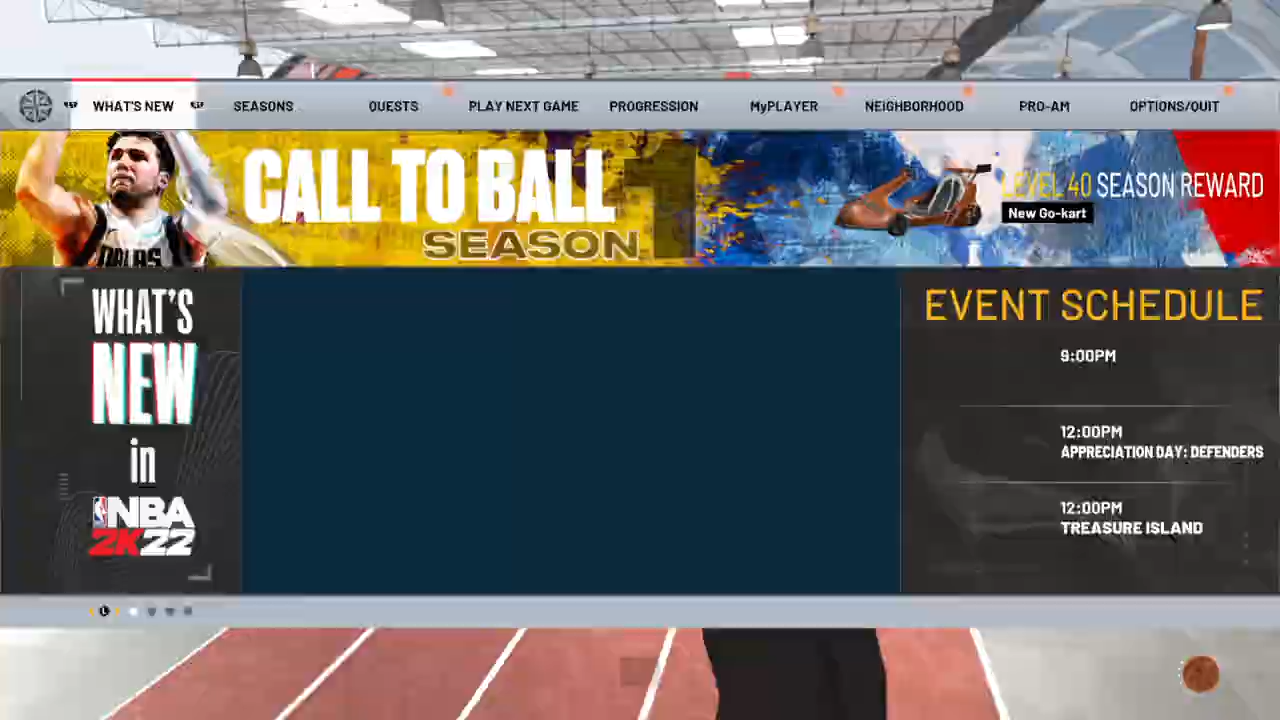 WHAT'S NEW
SEASONS
QUESTS
PLAY NEXT GAME
PROGRESSION
MyPLAYER
NEIGHBORHOOD
PRO-AM
OPTIONS/QUIT
CALL TO BALL
SEASON
LEVEL 40 SEASON REWARD
New Go-kart
WHAT'S
NEW
in
NBA
2K22
EVENT SCHEDULE
9:00PM
12:00PM
APPRECIATION DAY: DEFENDERS
12:00PM
TREASURE ISLAND
L